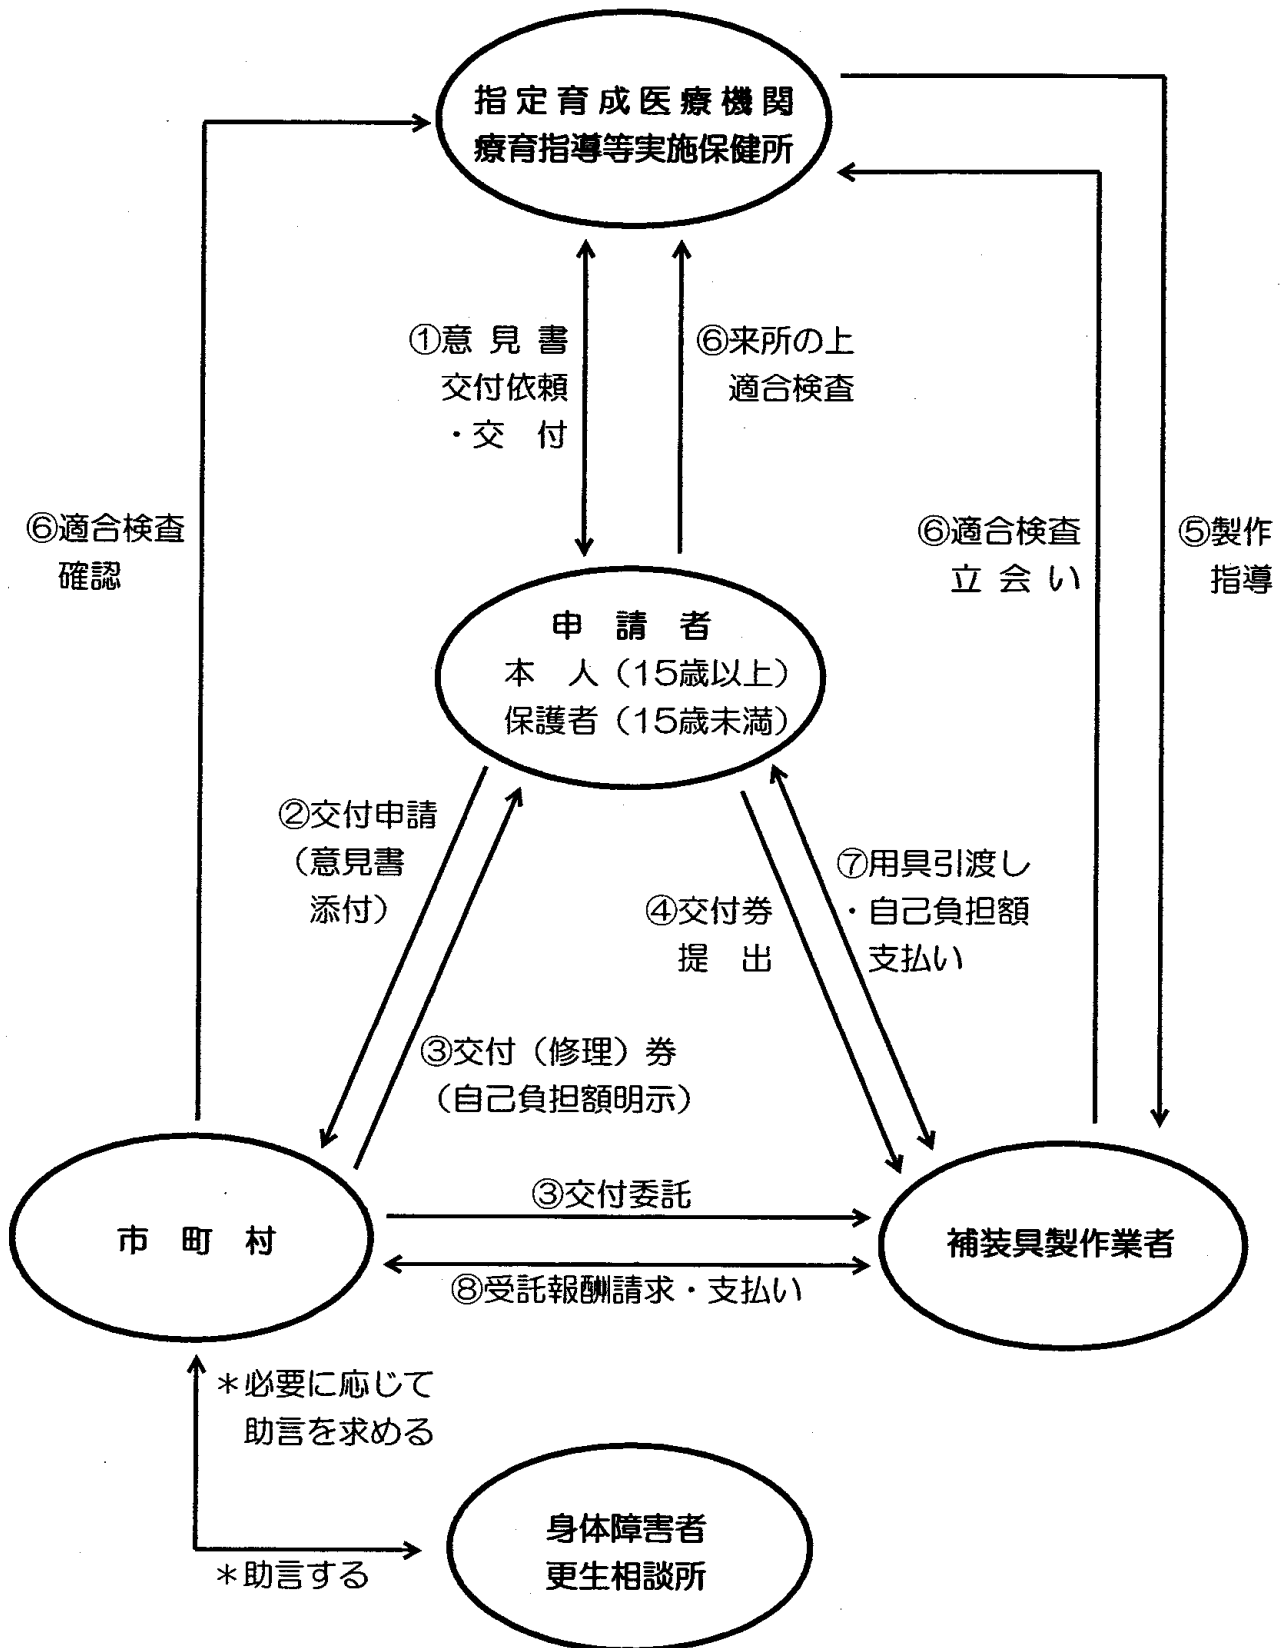 指定育成医療機関
療育指導等実施保健所
①意見書
交付依頼
・交付
⑥来所の上
適合検査
⑥適合検査
確認
⑥適合検査
立会い
⑤製作
指導
申請者
本人（15歳以上）
保護者（15歳未満）
②交付申請
（意見書
添付）
⑦用具引渡し
・自己負担額
支払い
④交付券
提出
③交付（修理）券
（自己負担額明示）
市町村
③交付委託
補装具製作業者
⑧受託報酬請求・支払い
＊必要に応じて
助言を求める
身体障害者
更生相談所
＊助言する